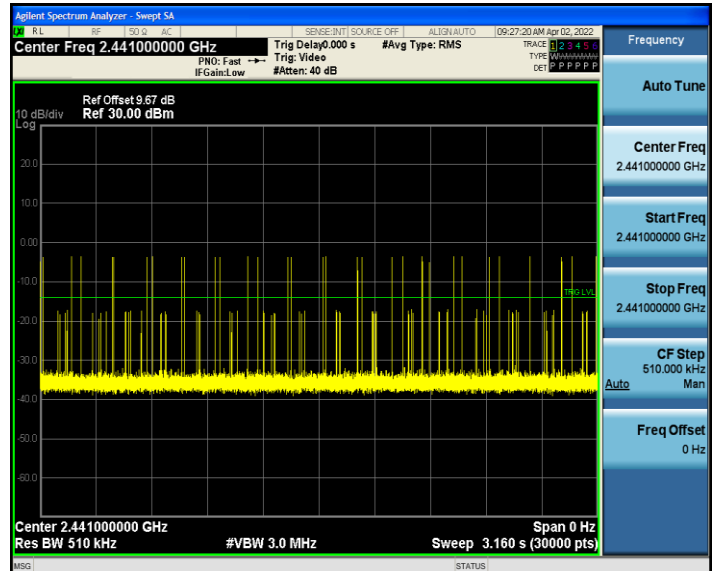 Agilent Spectrum Analyzer - Swept SA
RL RF 50 Ω AC SENSE:INT SOURCE OFF ALIGNAUTO 09:27:20 AM Apr 02, 2022
Center Freq 2.441000000 GHz
PNO: Fast
IFGain:Low
Trig Delay0.000 s
Trig: Video
#Atten: 40 dB
#Avg Type: RMS
TRACE 1 2 3 4 5 6
TYPE
DET P P P P P P
Ref Offset 9.67 dB
10 dB/div Ref 30.00 dBm
Log
20.0
10.0
0.00
-10.0
TRIG LVL
-20.0
-30.0
-40.0
-50.0
-60.0
Center 2.441000000 GHz Span 0 Hz
Res BW 510 kHz #VBW 3.0 MHz Sweep 3.160 s (30000 pts)
MSG STATUS
Frequency
Auto Tune
Center Freq
2.441000000 GHz
Start Freq
2.441000000 GHz
Stop Freq
2.441000000 GHz
CF Step
510.000 kHz
Auto Man
Freq Offset
0 Hz